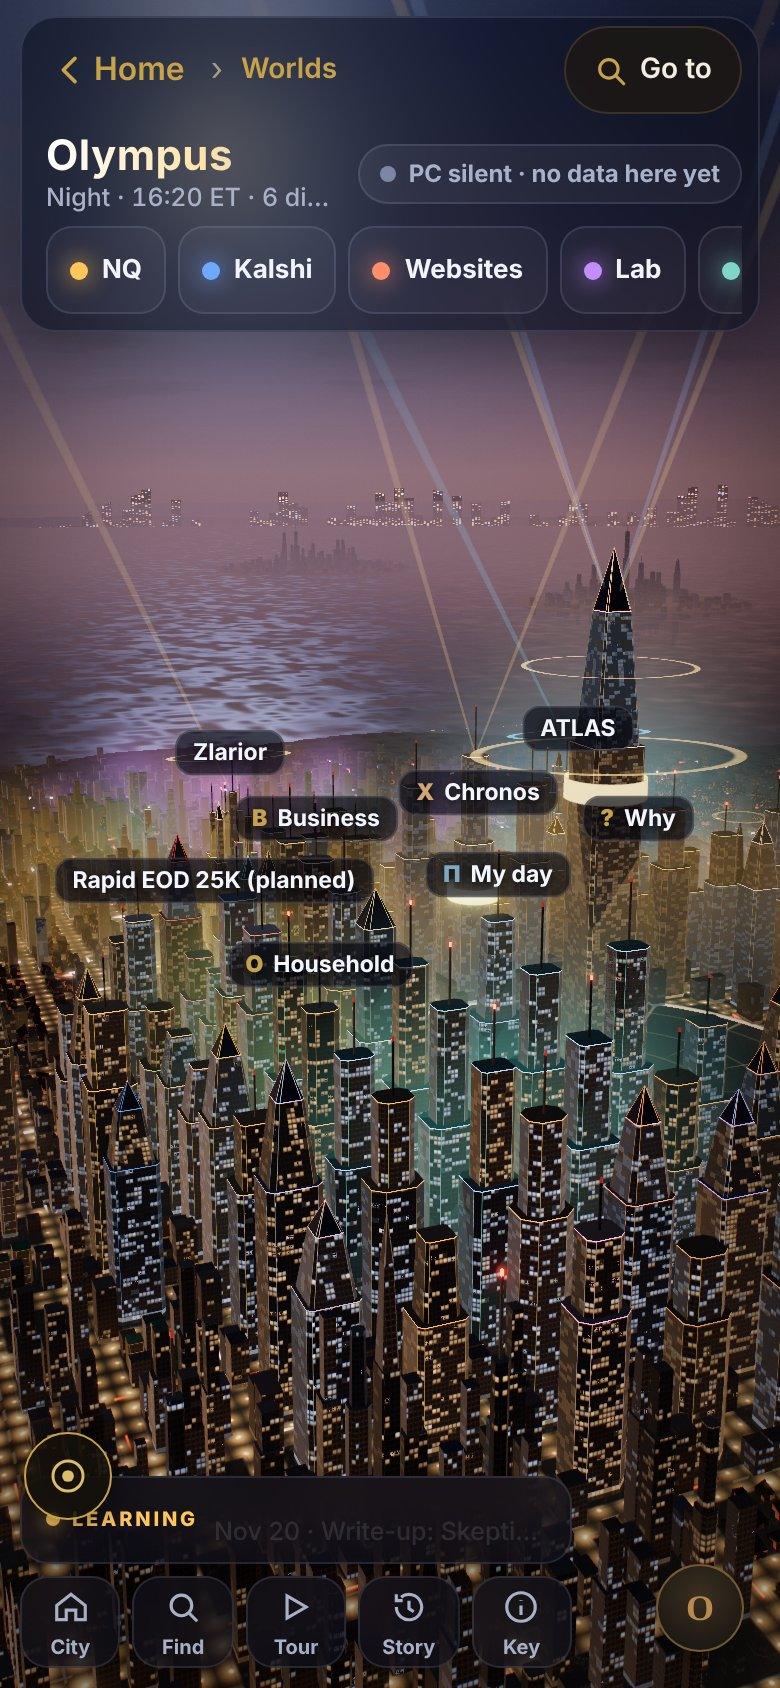 Home › Worlds
Go to
Olympus
Night · 16:20 ET · 6 di...
PC silent · no data here yet
NQ
Kalshi
Websites
Lab
ATLAS
Zlarior
X Chronos
B Business
? Why
Π My day
Rapid EOD 25K (planned)
O Household
LEARNING
Nov 20 · Write-up: Skepti...
City
Find
Tour
Story
Key
O